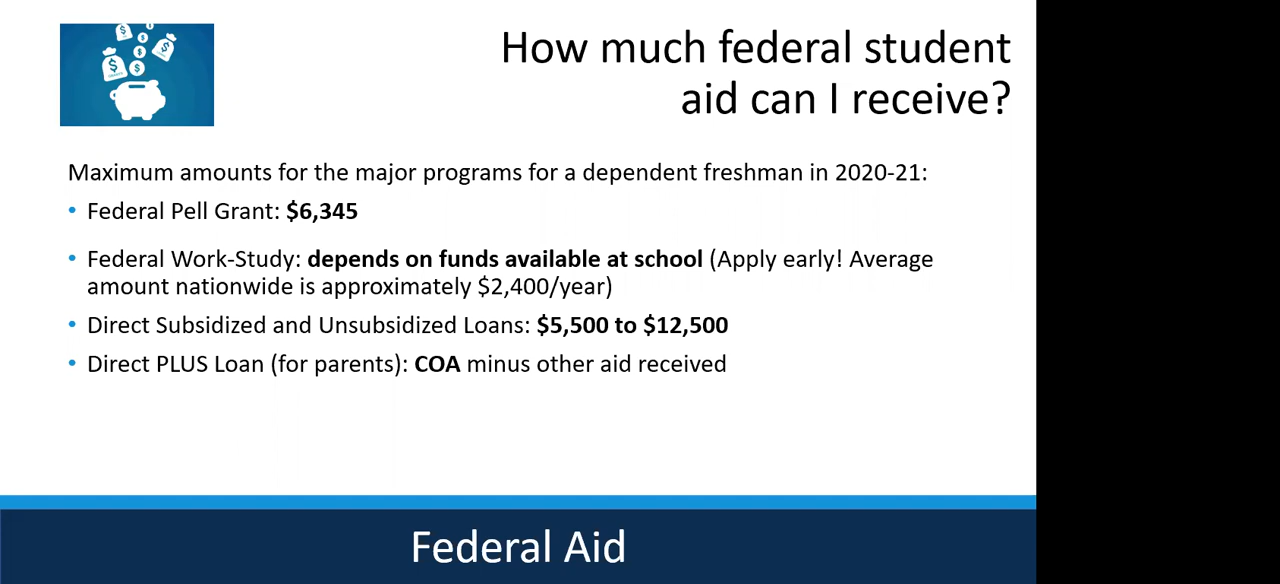 How much federal student
aid can I receive?
Maximum amounts for the major programs for a dependent freshman in 2020-21:
• Federal Pell Grant: $6,345
• Federal Work-Study: depends on funds available at school (Apply early! Average
amount nationwide is approximately $2,400/year)
• Direct Subsidized and Unsubsidized Loans: $5,500 to $12,500
• Direct PLUS Loan (for parents): COA minus other aid received
Federal Aid